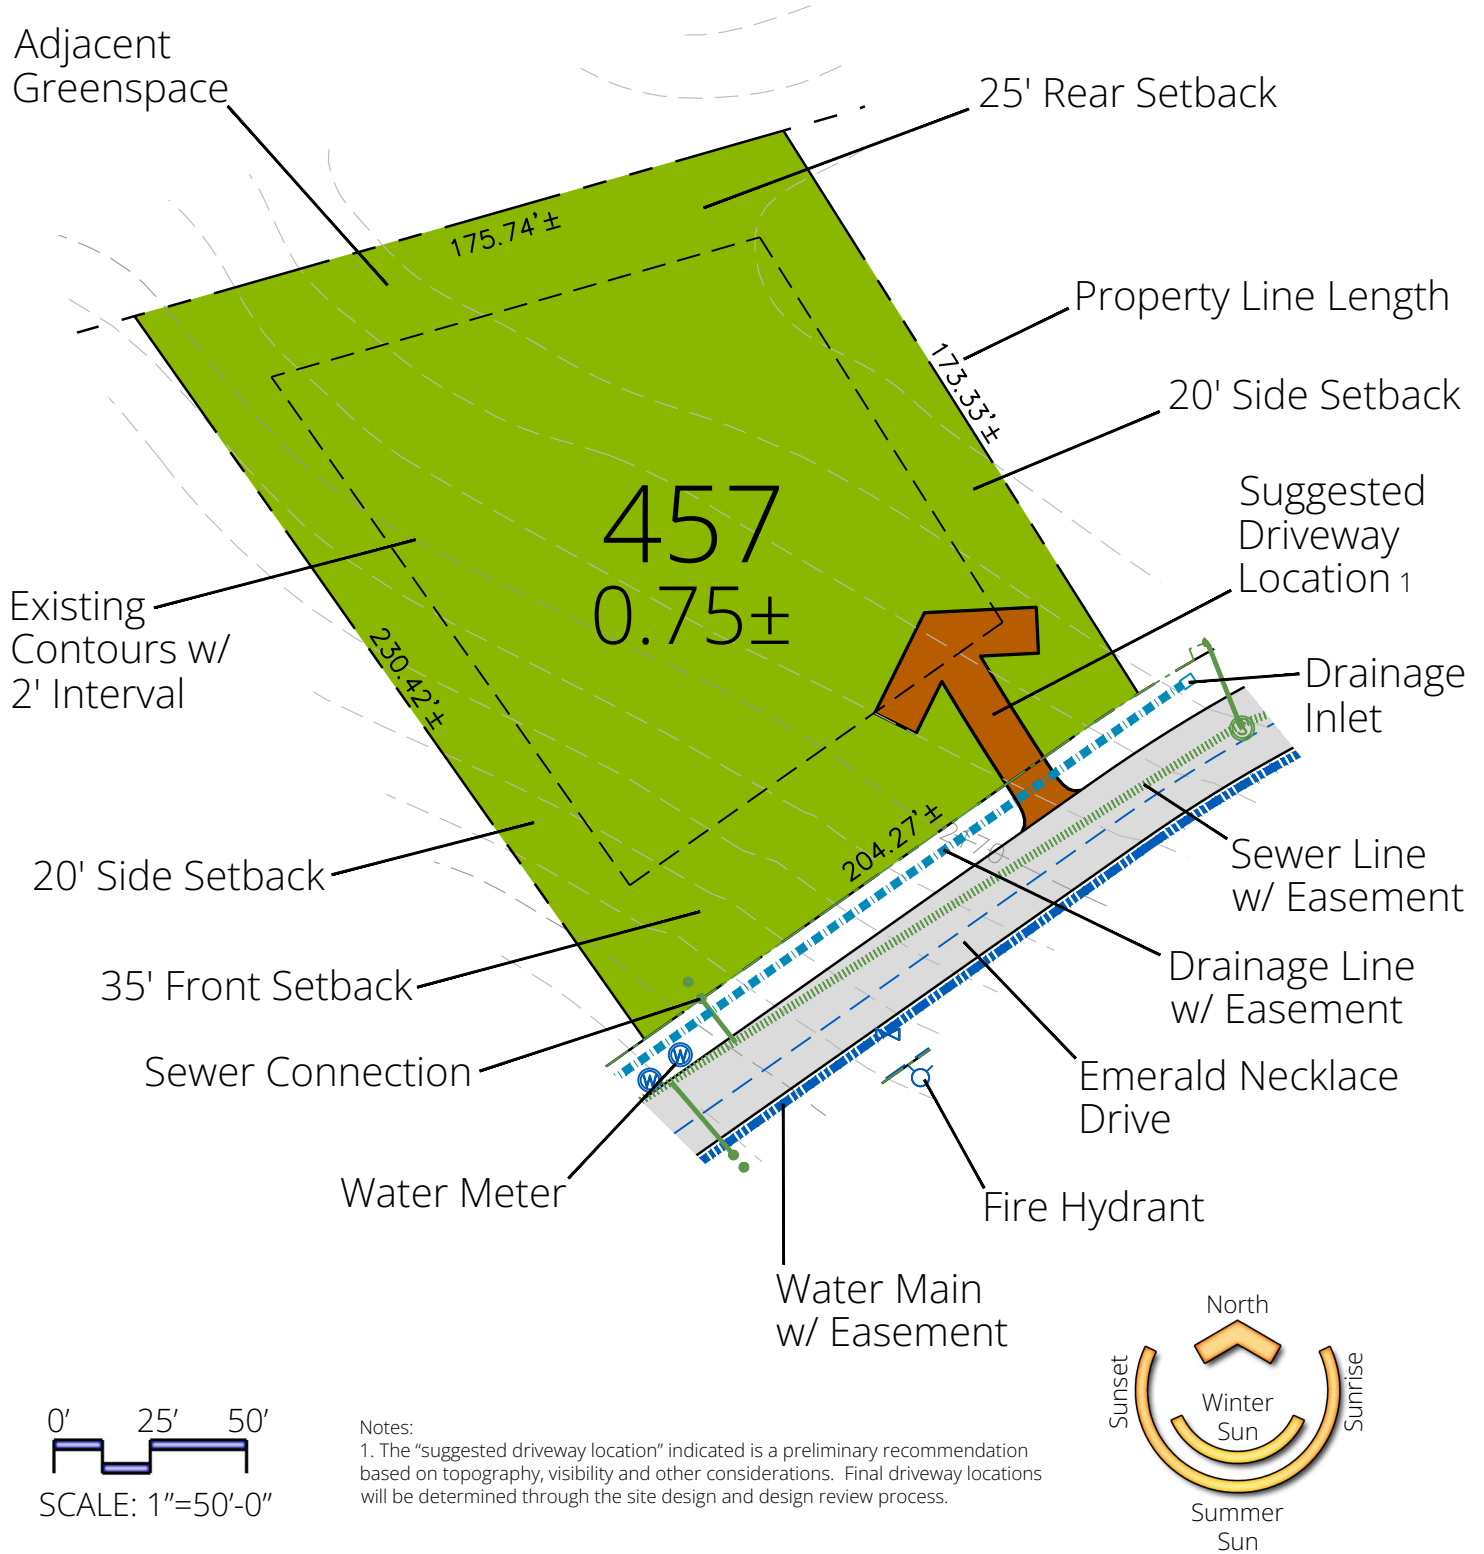 Adjacent
Greenspace
25' Rear Setback
175.74'±
Property Line Length
173.33'±
20' Side Setback
457
0.75±
Suggested
Driveway
Location 1
Existing
Contours w/
2' Interval
230.42'±
Drainage
Inlet
S
204.27'±
20' Side Setback
Sewer Line
w/ Easement
35' Front Setback
Drainage Line
w/ Easement
Sewer Connection
W
W
Emerald Necklace
Drive
Water Meter
Fire Hydrant
Water Main
w/ Easement
North
Sunset
Sunrise
Winter
Sun
Summer
Sun
0' 25' 50'
SCALE: 1”=50’-0”
Notes:
1. The “suggested driveway location” indicated is a preliminary recommendation
based on topography, visibility and other considerations.  Final driveway locations
will be determined through the site design and design review process.